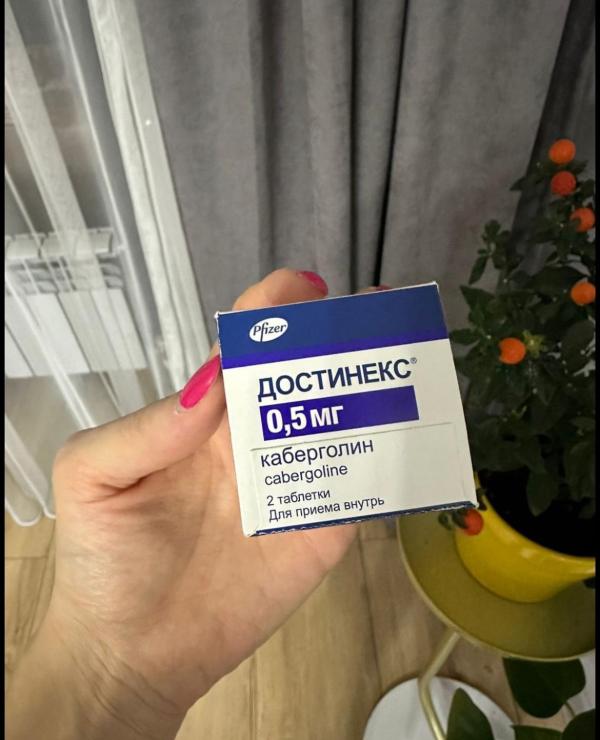 Pfizer
ДОСТИНЕКС®
0,5 мг
каберголин
cabergoline
2 таблетки
Для приема внутрь